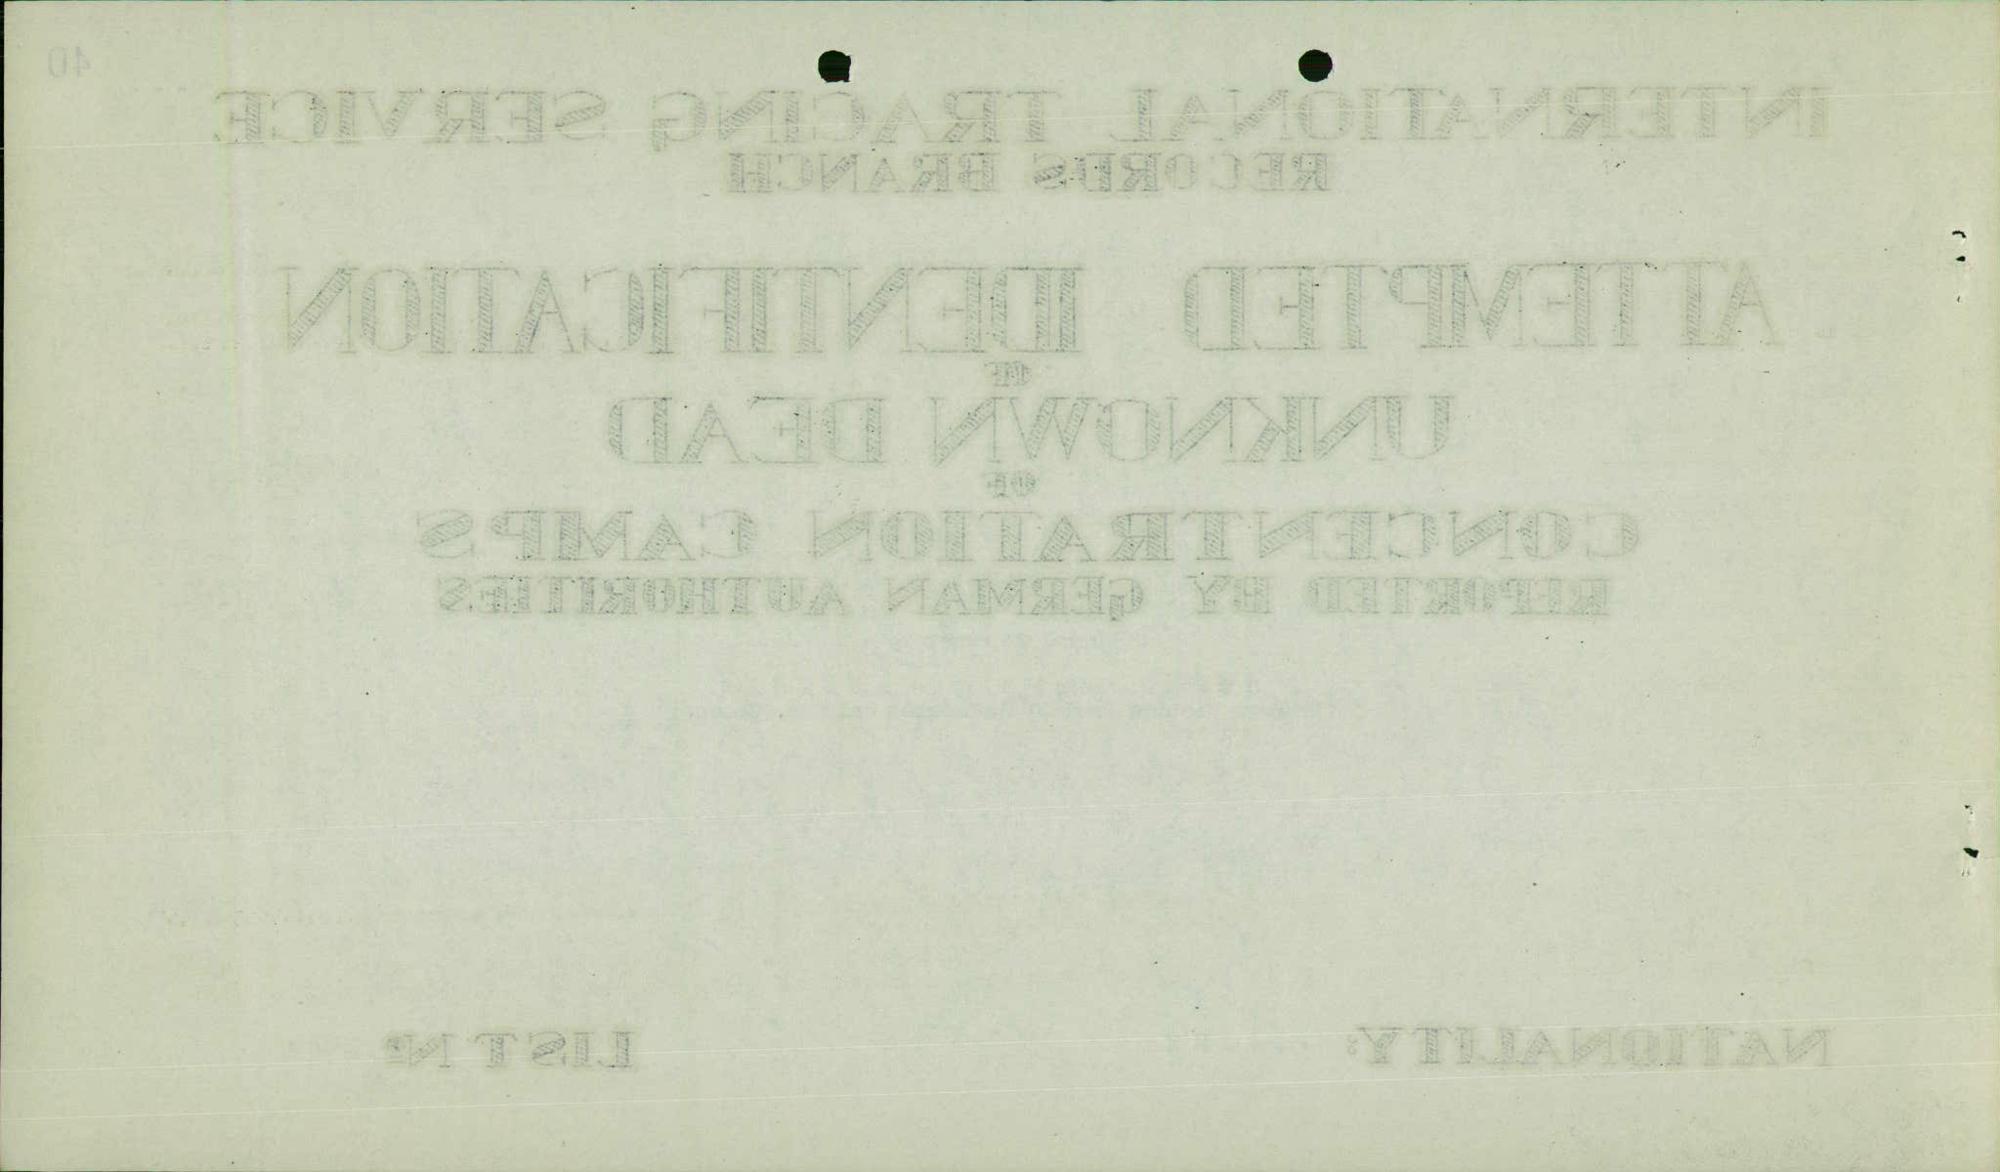 40
INTERNATIONAL TRACING SERVICE
RECORDS BRANCH
ATTEMPTED IDENTIFICATION
OF
UNKNOWN DEAD
OF
CONCENTRATION CAMPS
REPORTED BY GERMAN AUTHORITIES
NATIONALITY: LIST Nº